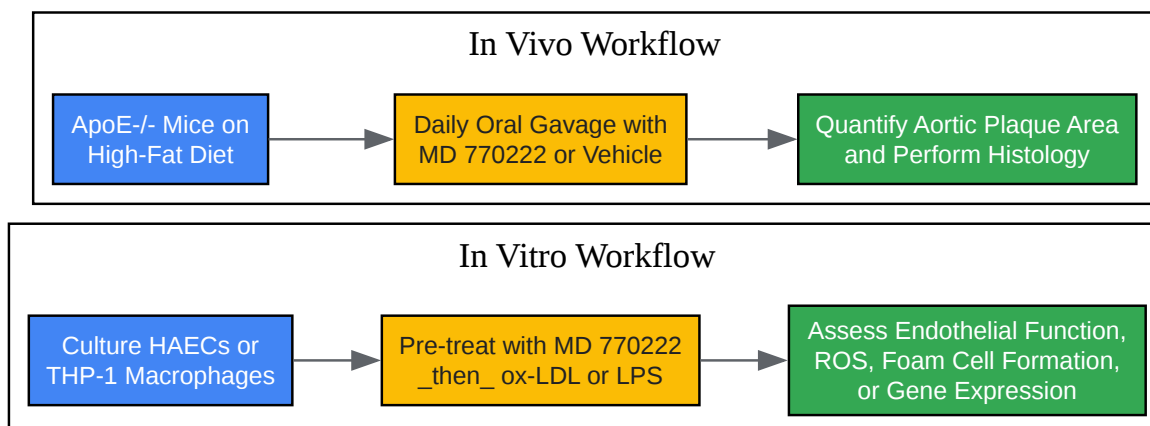 In Vivo Workflow
ApoE-/- Mice on
High-Fat Diet
Daily Oral Gavage with
MD 770222 or Vehicle
Quantify Aortic Plaque Area
and Perform Histology
In Vitro Workflow
Culture HAECs or
THP-1 Macrophages
Pre-treat with MD 770222
_then_ ox-LDL or LPS
Assess Endothelial Function,
ROS, Foam Cell Formation,
or Gene Expression